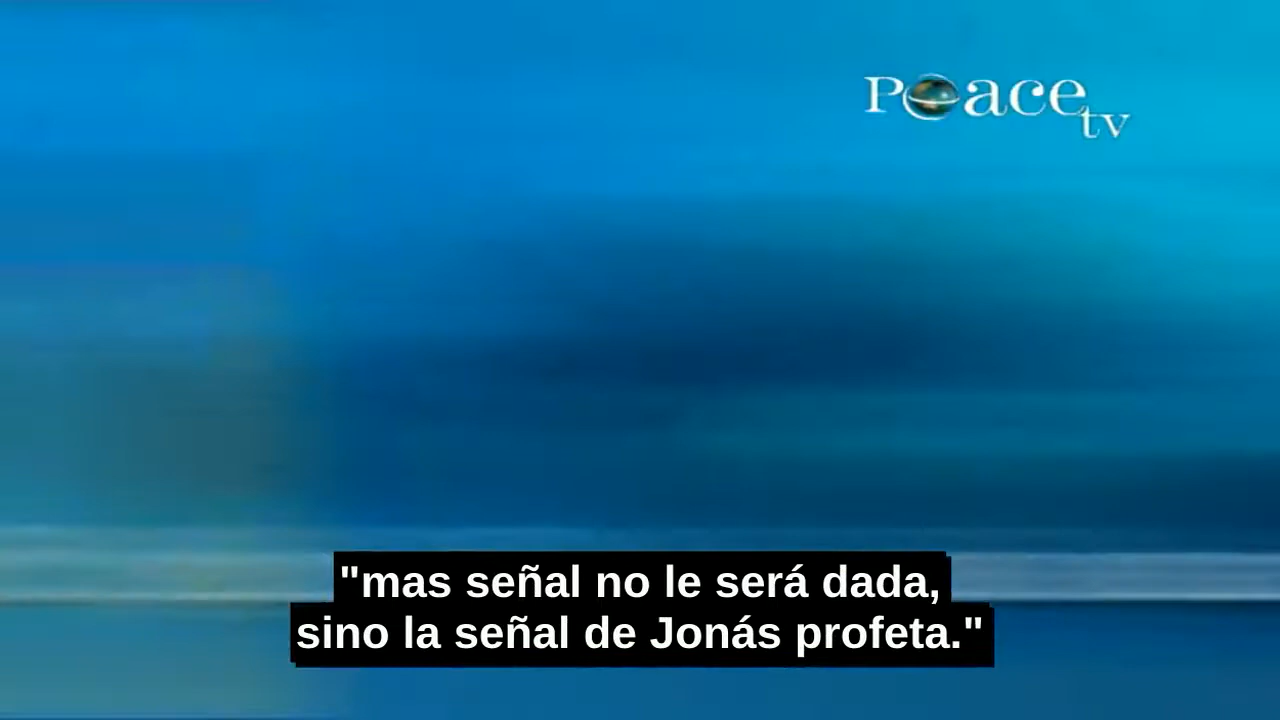 Peace tv
"mas señal no le será dada,
sino la señal de Jonás profeta."